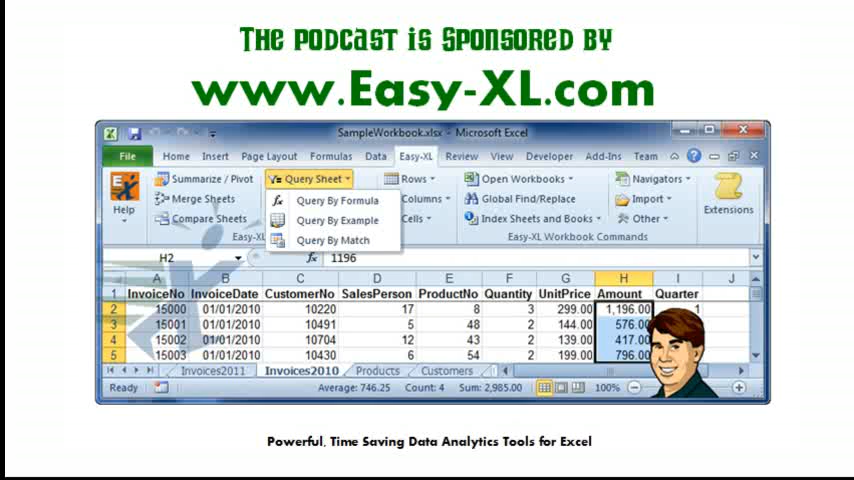 The Podcast is Sponsored by
www.Easy-XL.com
SampleWorkbook.xlsx - Microsoft Excel
File Home Insert Page Layout Formulas Data Easy-XL Review View Developer Add-Ins Team
Help
Summarize / Pivot Query Sheet Rows Open Workbooks Navigators
Merge Sheets Query By Formula Columns Global Find/Replace Import Extensions
Compare Sheets Query By Example Cells Index Sheets and Books Other
Easy-XL Query By Match Easy-XL Workbook Commands
H2 fx 1196
A B C D E F G H I J
1 InvoiceNo InvoiceDate CustomerNo SalesPerson ProductNo Quantity UnitPrice Amount Quarter
2 15000 01/01/2010 10220 17 8 3 299.00 1,196.00 1
3 15001 01/01/2010 10491 5 48 2 144.00 576.00
4 15002 01/01/2010 10704 12 43 2 139.00 417.00
5 15003 01/01/2010 10430 6 54 2 199.00 796.00
Invoices2011 Invoices2010 Products Customers
Ready Average: 746.25 Count: 4 Sum: 2,985.00 100%
Powerful, Time Saving Data Analytics Tools for Excel